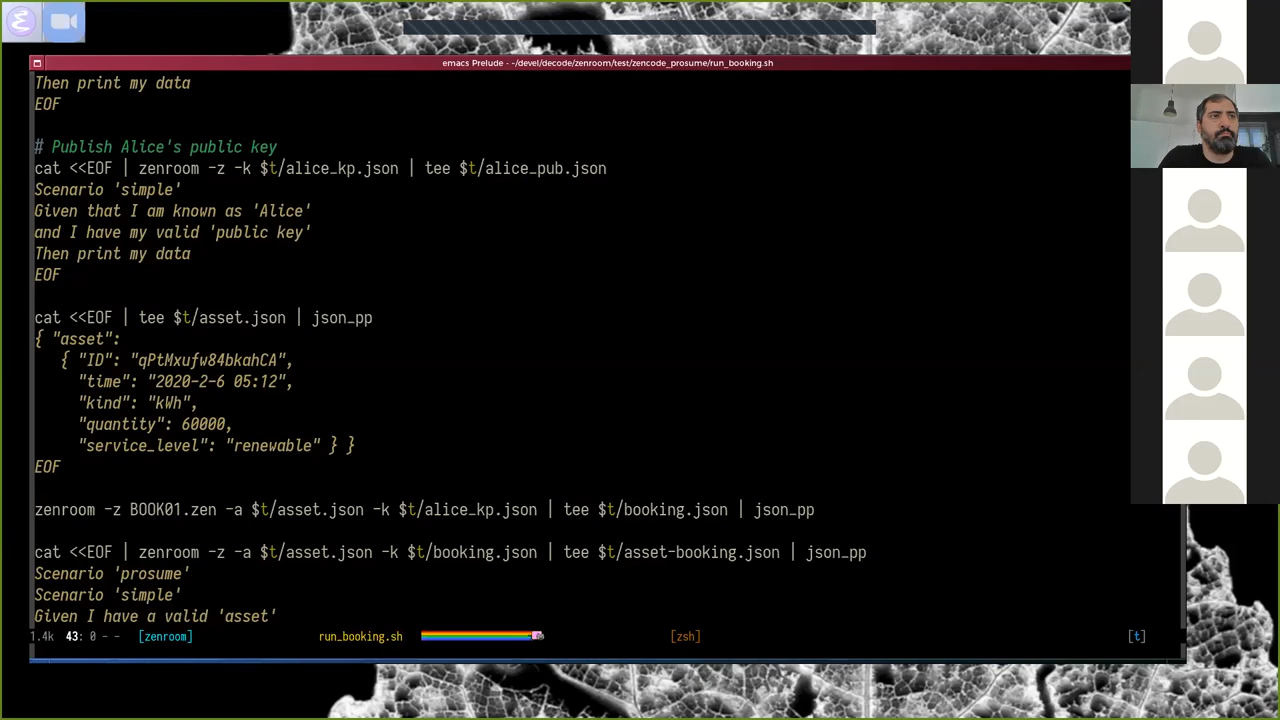 emacs Prelude - ~/devel/decode/zenroom/test/zencode_prosume/run_booking.sh
Then print my data
EOF
# Publish Alice's public key
cat <<EOF | zenroom -z -k $t/alice_kp.json | tee $t/alice_pub.json
Scenario 'simple'
Given that I am known as 'Alice'
and I have my valid 'public key'
Then print my data
EOF
cat <<EOF | tee $t/asset.json | json_pp
{ "asset":
{ "ID": "qPtMxufw84bkahCA",
"time": "2020-2-6 05:12",
"kind": "kWh",
"quantity": 60000,
"service_level": "renewable" } }
EOF
zenroom -z BOOK01.zen -a $t/asset.json -k $t/alice_kp.json | tee $t/booking.json | json_pp
cat <<EOF | zenroom -z -a $t/asset.json -k $t/booking.json | tee $t/asset-booking.json | json_pp
Scenario 'prosume'
Scenario 'simple'
Given I have a valid 'asset'
1.4k 43: 0 - - [zenroom] run_booking.sh [zsh] [t]